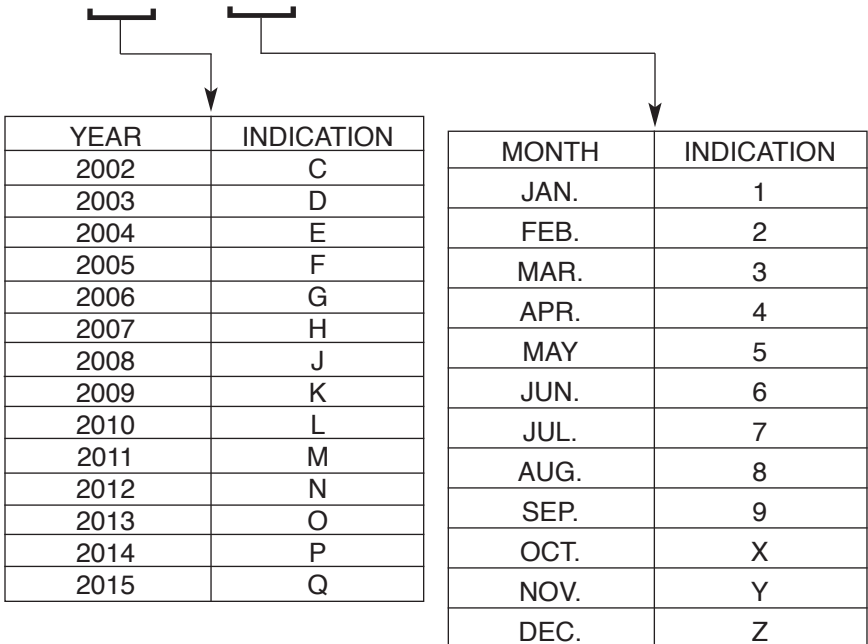 YEAR INDICATION
2002 C
2003 D
2004 E
2005 F
2006 G
2007 H
2008 J
2009 K
2010 L
2011 M
2012 N
2013 O
2014 P
2015 Q
MONTH INDICATION
JAN. 1
FEB. 2
MAR. 3
APR. 4
MAY 5
JUN. 6
JUL. 7
AUG. 8
SEP. 9
OCT. X
NOV. Y
DEC. Z